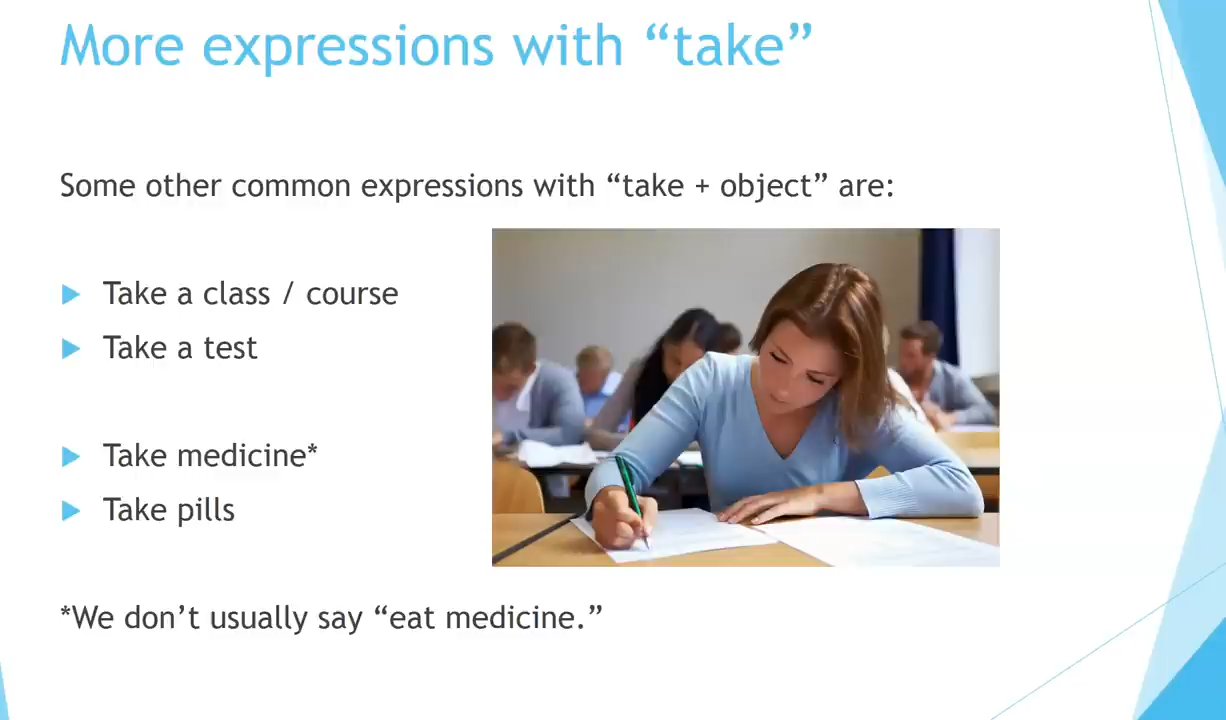 More expressions with “take”
Some other common expressions with “take + object” are:
Take a class / course
Take a test
Take medicine*
Take pills
*We don’t usually say “eat medicine.”